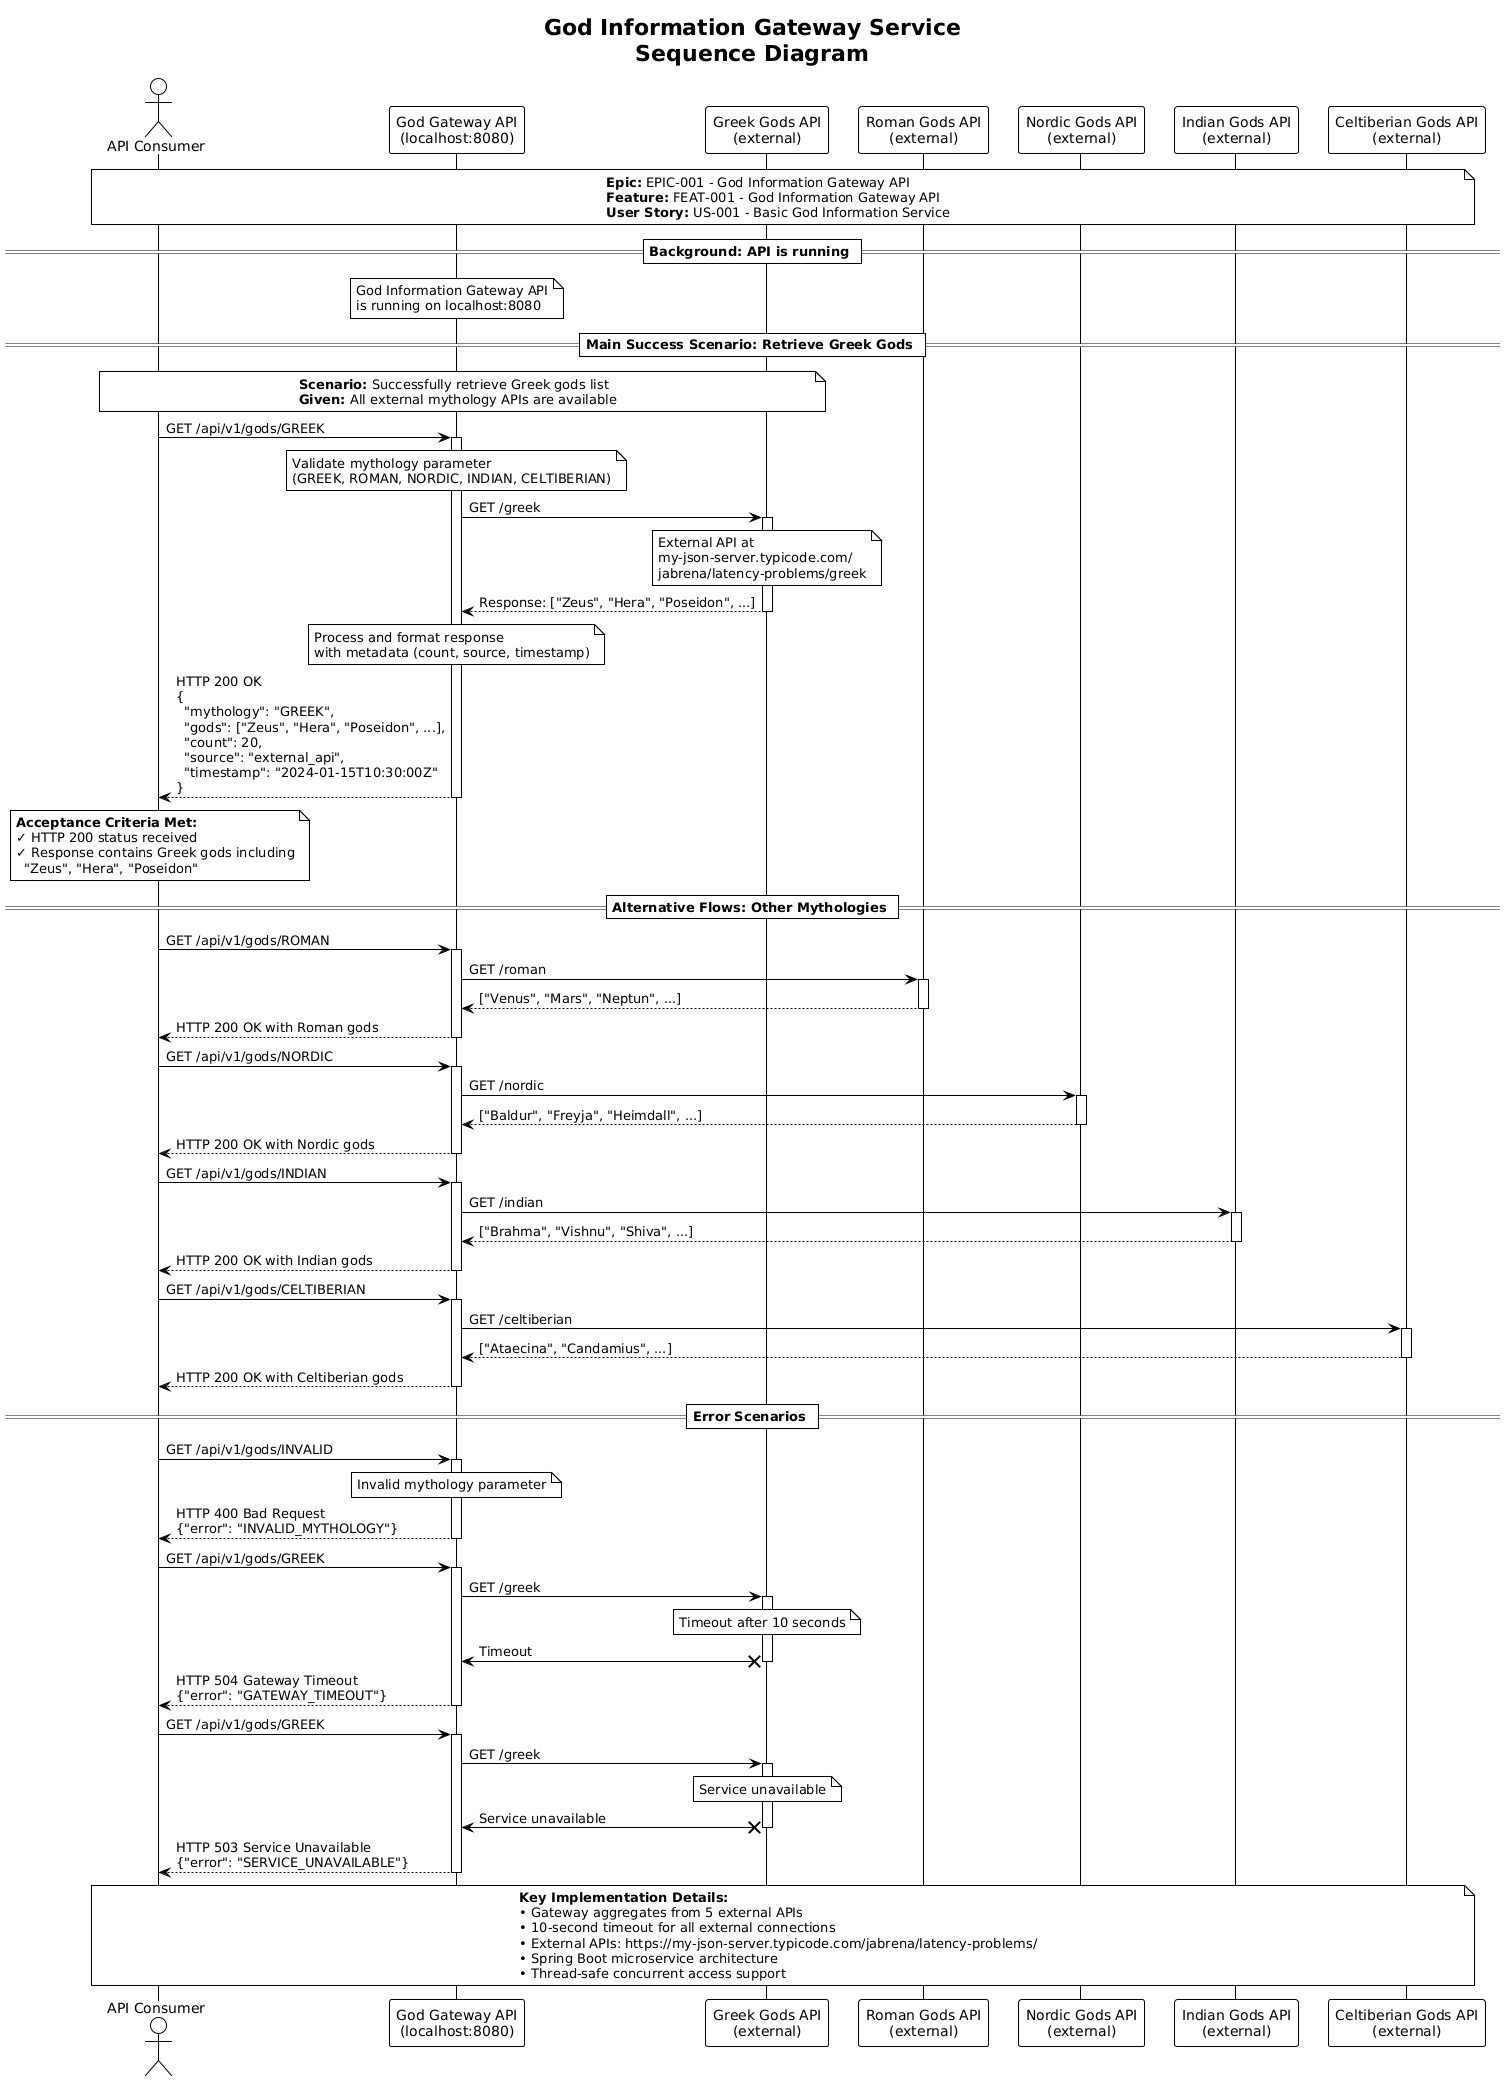 God Information Gateway Service
Sequence Diagram
API Consumer
God Gateway API
(localhost:8080)
Greek Gods API
(external)
Roman Gods API
(external)
Nordic Gods API
(external)
Indian Gods API
(external)
Celtiberian Gods API
(external)
Epic: EPIC-001 - God Information Gateway API
Feature: FEAT-001 - God Information Gateway API
User Story: US-001 - Basic God Information Service
Background: API is running
God Information Gateway API
is running on localhost:8080
Main Success Scenario: Retrieve Greek Gods
Scenario: Successfully retrieve Greek gods list
Given: All external mythology APIs are available
GET /api/v1/gods/GREEK
Validate mythology parameter
(GREEK, ROMAN, NORDIC, INDIAN, CELTIBERIAN)
GET /greek
External API at
my-json-server.typicode.com/
jabrena/latency-problems/greek
Response: ["Zeus", "Hera", "Poseidon", ...]
Process and format response
with metadata (count, source, timestamp)
HTTP 200 OK
{
"mythology": "GREEK",
"gods": ["Zeus", "Hera", "Poseidon", ...],
"count": 20,
"source": "external_api",
"timestamp": "2024-01-15T10:30:00Z"
}
Acceptance Criteria Met:
✓ HTTP 200 status received
✓ Response contains Greek gods including
"Zeus", "Hera", "Poseidon"
Alternative Flows: Other Mythologies
GET /api/v1/gods/ROMAN
GET /roman
["Venus", "Mars", "Neptun", ...]
HTTP 200 OK with Roman gods
GET /api/v1/gods/NORDIC
GET /nordic
["Baldur", "Freyja", "Heimdall", ...]
HTTP 200 OK with Nordic gods
GET /api/v1/gods/INDIAN
GET /indian
["Brahma", "Vishnu", "Shiva", ...]
HTTP 200 OK with Indian gods
GET /api/v1/gods/CELTIBERIAN
GET /celtiberian
["Ataecina", "Candamius", ...]
HTTP 200 OK with Celtiberian gods
Error Scenarios
GET /api/v1/gods/INVALID
Invalid mythology parameter
HTTP 400 Bad Request
{"error": "INVALID_MYTHOLOGY"}
GET /api/v1/gods/GREEK
GET /greek
Timeout after 10 seconds
Timeout
HTTP 504 Gateway Timeout
{"error": "GATEWAY_TIMEOUT"}
GET /api/v1/gods/GREEK
GET /greek
Service unavailable
Service unavailable
HTTP 503 Service Unavailable
{"error": "SERVICE_UNAVAILABLE"}
Key Implementation Details:
• Gateway aggregates from 5 external APIs
• 10-second timeout for all external connections
• External APIs: https://my-json-server.typicode.com/jabrena/latency-problems/
• Spring Boot microservice architecture
• Thread-safe concurrent access support
API Consumer
God Gateway API
(localhost:8080)
Greek Gods API
(external)
Roman Gods API
(external)
Nordic Gods API
(external)
Indian Gods API
(external)
Celtiberian Gods API
(external)